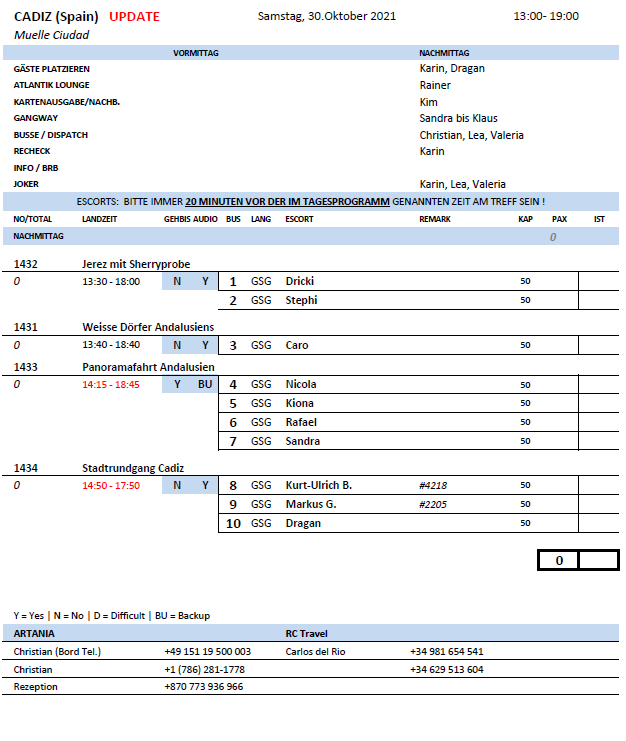 CADIZ (Spain) UPDATE Samstag, 30.Oktober 2021 13:00- 19:00
Muelle Ciudad
VORMITTAG NACHMITTAG
GÄSTE PLATZIEREN Karin, Dragan
ATLANTIK LOUNGE Rainer
KARTENAUSGABE/NACHB. Kim
GANGWAY Sandra bis Klaus
BUSSE / DISPATCH Christian, Lea, Valeria
RECHECK Karin
INFO / BRB
JOKER Karin, Lea, Valeria
ESCORTS: BITTE IMMER 20 MINUTEN VOR DER IM TAGESPROGRAMM GENANNTEN ZEIT AM TREFF SEIN !
NO/TOTAL LANDZEIT GEHBIS AUDIO BUS LANG ESCORT REMARK KAP PAX IST
NACHMITTAG 0
1432 Jerez mit Sherryprobe
0 13:30 - 18:00 N Y 1 GSG Dricki 50
2 GSG Stephi 50
1431 Weisse Dörfer Andalusiens
0 13:40 - 18:40 N Y 3 GSG Caro 50
1433 Panoramafahrt Andalusien
0 14:15 - 18:45 Y BU 4 GSG Nicola 50
5 GSG Kiona 50
6 GSG Rafael 50
7 GSG Sandra 50
1434 Stadtrundgang Cadiz
0 14:50 - 17:50 N Y 8 GSG Kurt-Ulrich B. #4218 50
9 GSG Markus G. #2205 50
10 GSG Dragan 50
0
Y = Yes | N = No | D = Difficult | BU = Backup
ARTANIA RC Travel
Christian (Bord Tel.) +49 151 19 500 003 Carlos del Rio +34 981 654 541
Christian +1 (786) 281-1778 +34 629 513 604
Rezeption +870 773 936 966